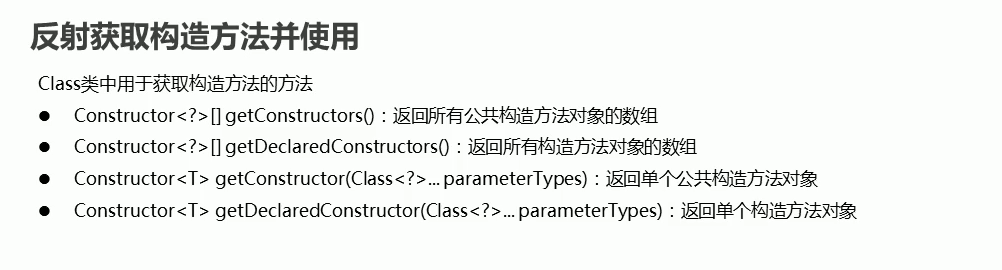 反射获取构造方法并使用
Class类中用于获取构造方法的方法
● Constructor<?>[] getConstructors()：返回所有公共构造方法对象的数组
● Constructor<?>[] getDeclaredConstructors()：返回所有构造方法对象的数组
● Constructor<T> getConstructor(Class<?>... parameterTypes)：返回单个公共构造方法对象
● Constructor<T> getDeclaredConstructor(Class<?>... parameterTypes)：返回单个构造方法对象